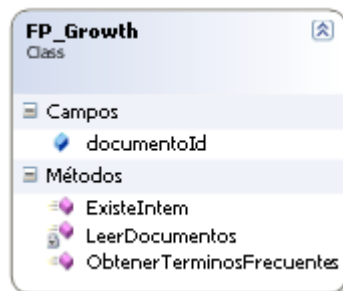 FP_Growth
Class
Campos
documentoId
Métodos
ExisteIntem
LeerDocumentos
ObtenerTerminosFrecuentes